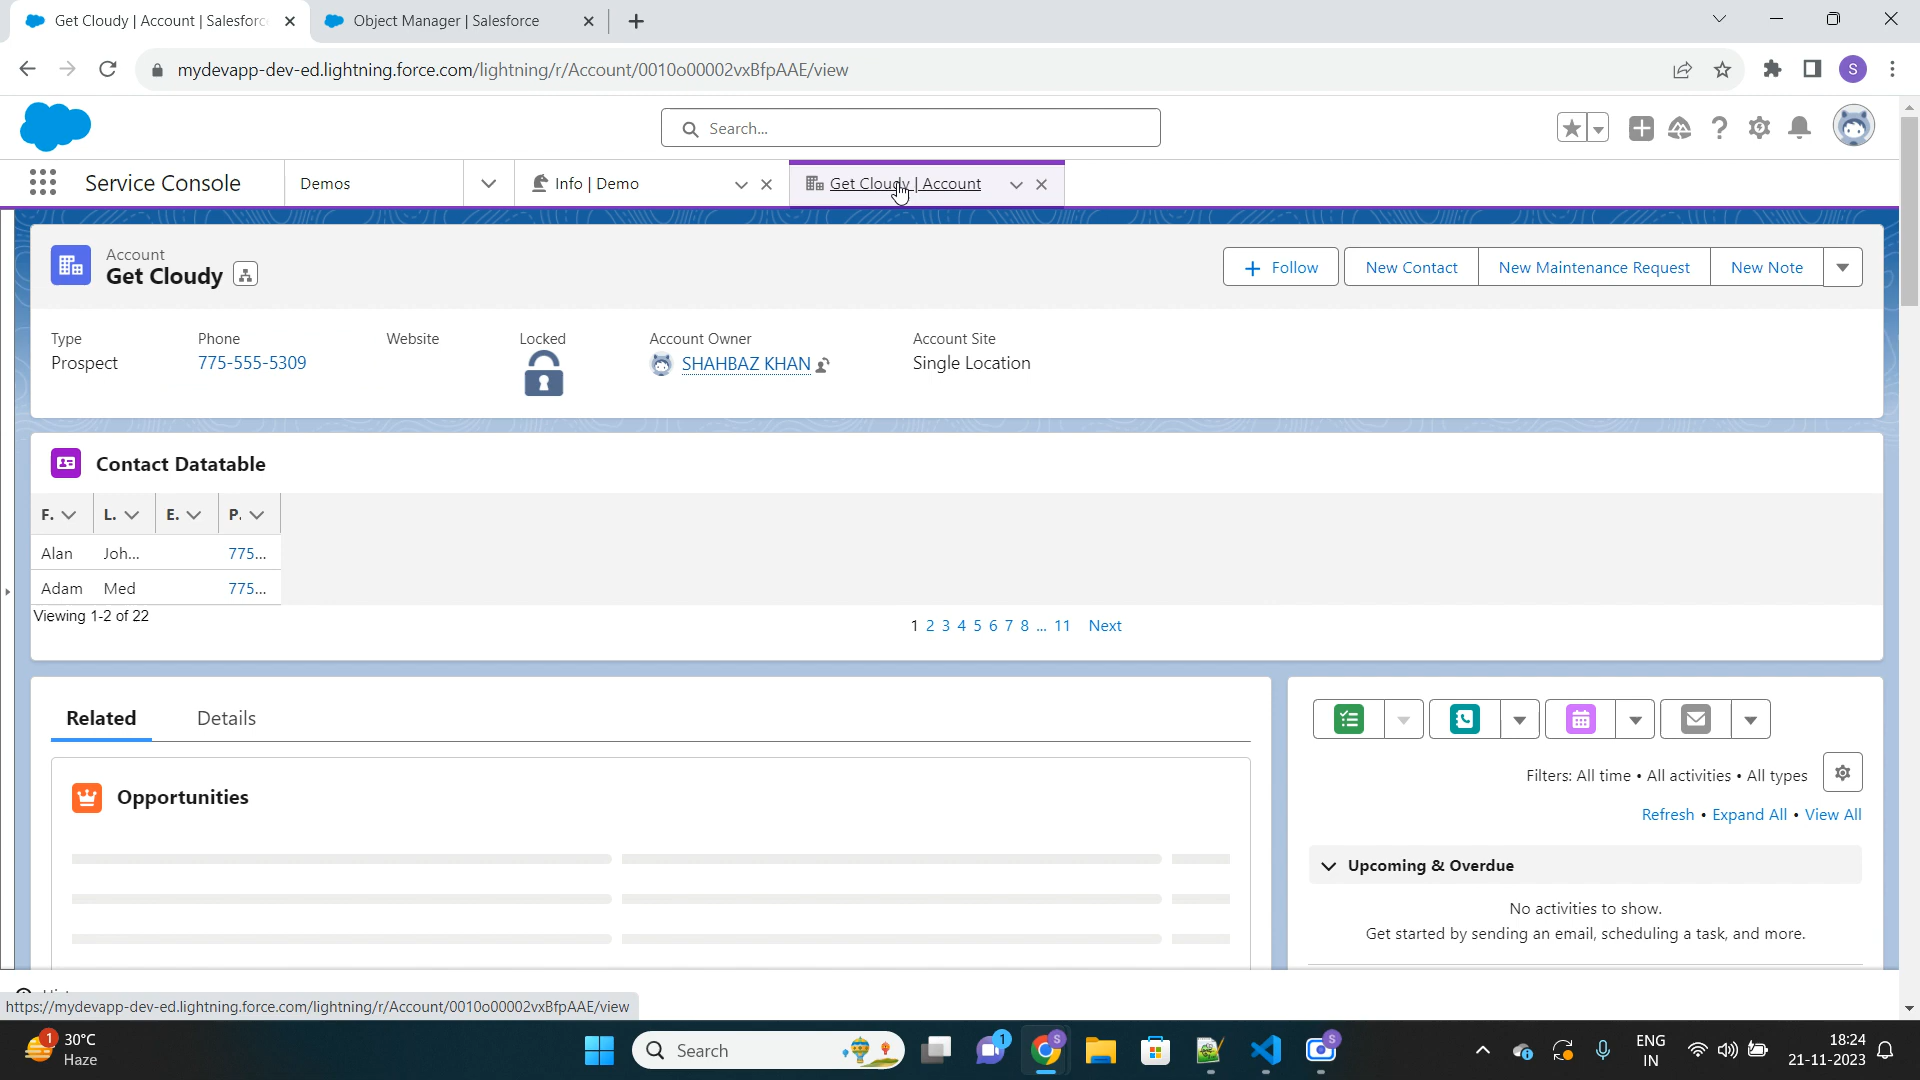 Get Cloudy | Account | Salesforc
Object Manager | Salesforce
mydevapp-dev-ed.lightning.force.com/lightning/r/Account/0010o00002vxBfpAAE/view
S
Search...
Service Console
Demos
Info | Demo
Get Cloudy | Account
Account
Get Cloudy
Follow
New Contact
New Maintenance Request
New Note
Type
Phone
Website
Locked
Account Owner
Account Site
Prospect
775-555-5309
SHAHBAZ KHAN
Single Location
Contact Datatable
F.
L.
E.
P.
Alan
Joh...
775...
Adam
Med
775...
Viewing 1-2 of 22
1 2 3 4 5 6 7 8 ... 11 Next
Related
Details
Filters: All time • All activities • All types
Refresh • Expand All • View All
Opportunities
Upcoming & Overdue
No activities to show.
Get started by sending an email, scheduling a task, and more.
https://mydevapp-dev-ed.lightning.force.com/lightning/r/Account/0010o00002vxBfpAAE/view
1
30°C
Haze
Search
1
S
S
ENG
IN
18:24
21-11-2023